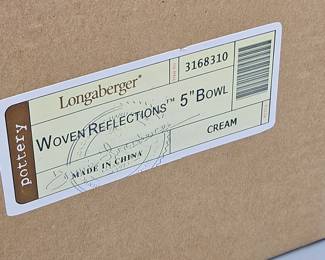 pottery
Longaberger®
3168310
WOVEN REFLECTIONS™ 5" BOWL
CREAM
MADE IN CHINA